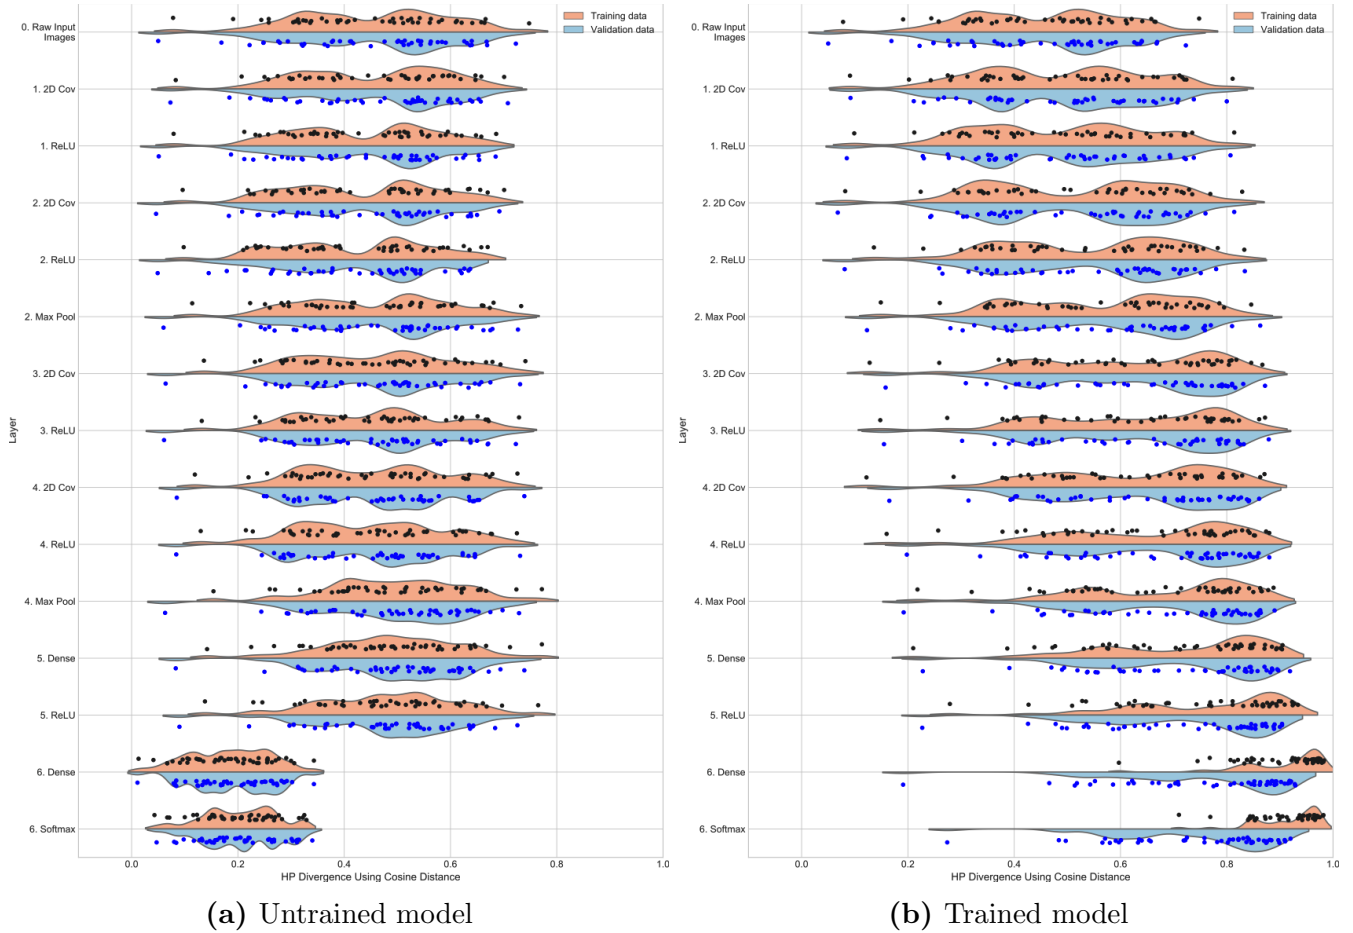 0. Raw Input
Images
1. 2D Cov
1. ReLU
2. 2D Cov
2. ReLU
2. Max Pool
3. 2D Cov
3. ReLU
4. 2D Cov
4. ReLU
4. Max Pool
5. Dense
5. ReLU
6. Dense
6. Softmax
Layer
Training data
Validation data
0.0 0.2 0.4 0.6 0.8 1.0
HP Divergence Using Cosine Distance
(a) Untrained model
0. Raw Input
Images
1. 2D Cov
1. ReLU
2. 2D Cov
2. ReLU
2. Max Pool
3. 2D Cov
3. ReLU
4. 2D Cov
4. ReLU
4. Max Pool
5. Dense
5. ReLU
6. Dense
6. Softmax
Layer
Training data
Validation data
0.0 0.2 0.4 0.6 0.8 1.0
HP Divergence Using Cosine Distance
(b) Trained model